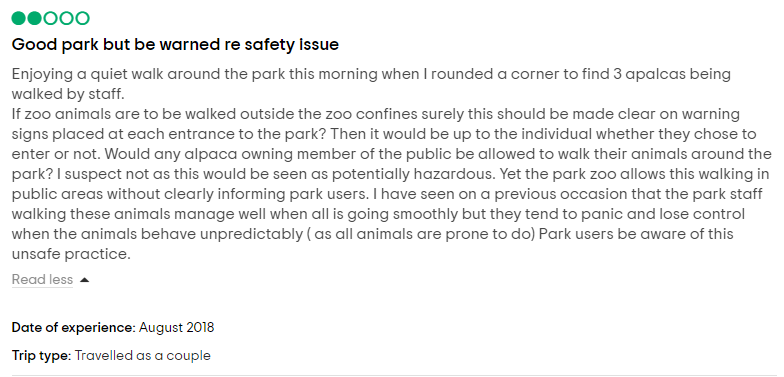 Good park but be warned re safety issue
Enjoying a quiet walk around the park this morning when I rounded a corner to find 3 apalcas being
walked by staff.
If zoo animals are to be walked outside the zoo confines surely this should be made clear on warning
signs placed at each entrance to the park? Then it would be up to the individual whether they chose to
enter or not. Would any alpaca owning member of the public be allowed to walk their animals around the
park? I suspect not as this would be seen as potentially hazardous. Yet the park zoo allows this walking in
public areas without clearly informing park users. I have seen on a previous occasion that the park staff
walking these animals manage well when all is going smoothly but they tend to panic and lose control
when the animals behave unpredictably ( as all animals are prone to do) Park users be aware of this
unsafe practice.
Read less
Date of experience: August 2018
Trip type: Travelled as a couple